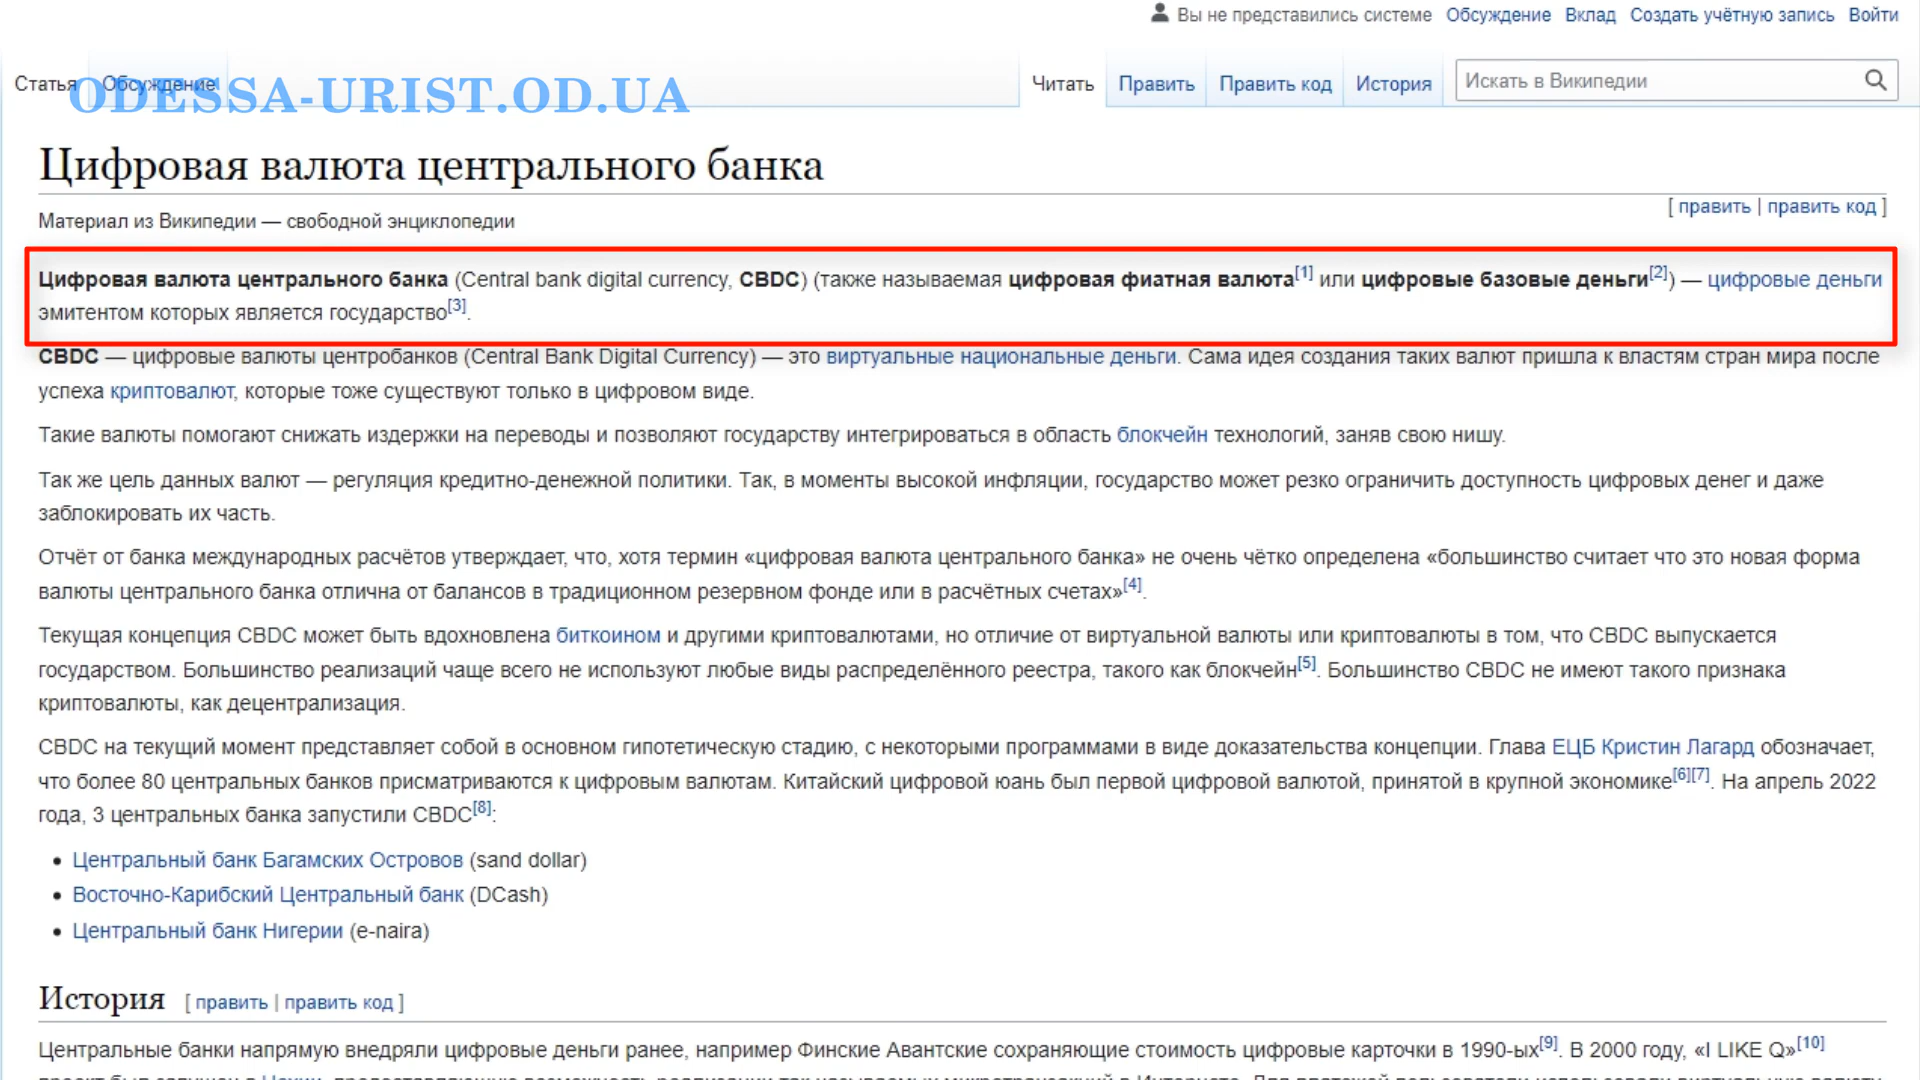 Вы не представились системе Обсуждение Вклад Создать учётную запись Войти
Статья Обсуждение Читать Править Править код История Искать в Википедии
ODESSA-URIST.OD.UA
Цифровая валюта центрального банка
[ править | править код ]
Материал из Википедии — свободной энциклопедии
Цифровая валюта центрального банка (Central bank digital currency, CBDC) (также называемая цифровая фиатная валюта[1] или цифровые базовые деньги[2]) — цифровые деньги
эмитентом которых является государство[3].
CBDC — цифровые валюты центробанков (Central Bank Digital Currency) — это виртуальные национальные деньги. Сама идея создания таких валют пришла к властям стран мира после
успеха криптовалют, которые тоже существуют только в цифровом виде.
Такие валюты помогают снижать издержки на переводы и позволяют государству интегрироваться в область блокчейн технологий, заняв свою нишу.
Так же цель данных валют — регуляция кредитно-денежной политики. Так, в моменты высокой инфляции, государство может резко ограничить доступность цифровых денег и даже
заблокировать их часть.
Отчёт от банка международных расчётов утверждает, что, хотя термин «цифровая валюта центрального банка» не очень чётко определена «большинство считает что это новая форма
валюты центрального банка отлична от балансов в традиционном резервном фонде или в расчётных счетах»[4].
Текущая концепция CBDC может быть вдохновлена биткоином и другими криптовалютами, но отличие от виртуальной валюты или криптовалюты в том, что CBDC выпускается
государством. Большинство реализаций чаще всего не используют любые виды распределённого реестра, такого как блокчейн[5]. Большинство CBDC не имеют такого признака
криптовалюты, как децентрализация.
CBDC на текущий момент представляет собой в основном гипотетическую стадию, с некоторыми программами в виде доказательства концепции. Глава ЕЦБ Кристин Лагард обозначает,
что более 80 центральных банков присматриваются к цифровым валютам. Китайский цифровой юань был первой цифровой валютой, принятой в крупной экономике[6][7]. На апрель 2022
года, 3 центральных банка запустили CBDC[8]:
• Центральный банк Багамских Островов (sand dollar)
• Восточно-Карибский Центральный банк (DCash)
• Центральный банк Нигерии (e-naira)
История [ править | править код ]
Центральные банки напрямую внедряли цифровые деньги ранее, например Финские Авантские сохраняющие стоимость цифровые карточки в 1990-ых[9]. В 2000 году, «I LIKE Q»[10]